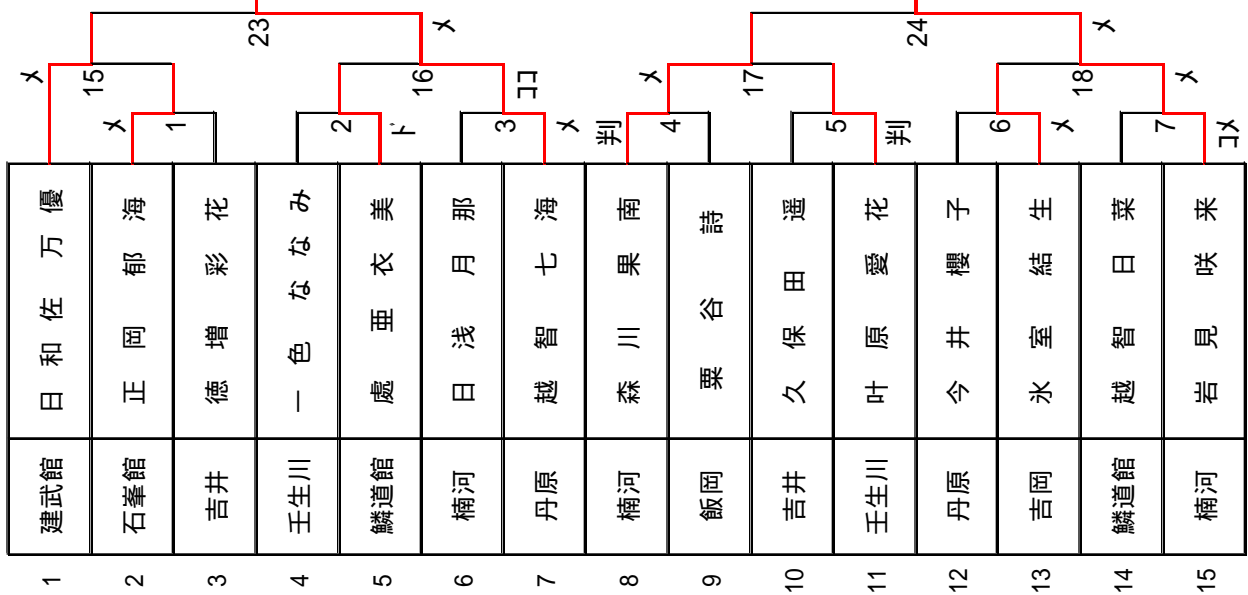 23
24
メ
メ
メ
15
16
ココ
メ
17
18
メ
メ
1
2
ド
3
メ
判
4
5
判
6
メ
7
コメ
日和佐万優
正岡郁海
徳増彩花
一色ななみ
處亜衣美
日浅月那
越智七海
森川果南
粟谷詩
久保田遥
叶原愛花
今井櫻子
氷室結生
越智日菜
岩見咲来
建武館
石峯館
吉井
壬生川
鱗道館
楠河
丹原
楠河
飯岡
吉井
壬生川
丹原
吉岡
鱗道館
楠河
1
2
3
4
5
6
7
8
9
10
11
12
13
14
15